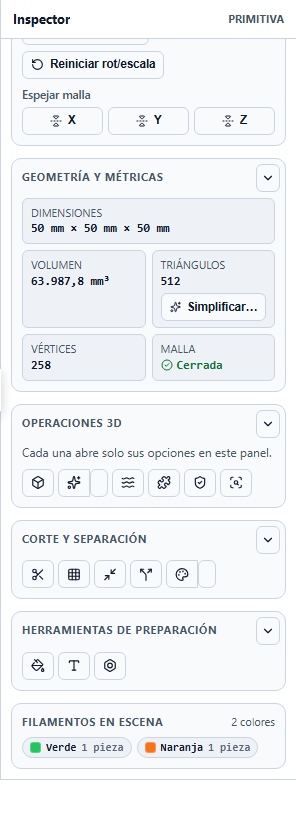 Inspector
PRIMITIVA
Reiniciar rot/escala
Espejar malla
X
Y
Z
GEOMETRÍA Y MÉTRICAS
DIMENSIONES
50 mm × 50 mm × 50 mm
VOLUMEN
63.987,8 mm³
TRIÁNGULOS
512
Simplificar...
VÉRTICES
258
MALLA
Cerrada
OPERACIONES 3D
Cada una abre solo sus opciones en este panel.
CORTE Y SEPARACIÓN
HERRAMIENTAS DE PREPARACIÓN
FILAMENTOS EN ESCENA
2 colores
Verde 1 pieza
Naranja 1 pieza